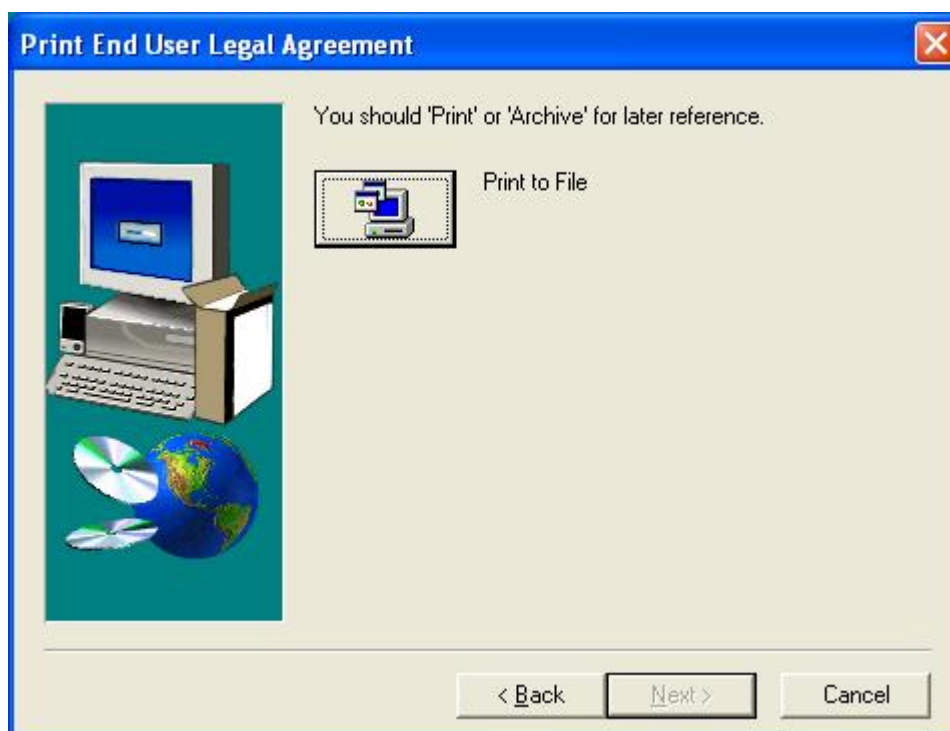 Print End User Legal Agreement
You should 'Print' or 'Archive' for later reference.
Print to File
< Back
Next >
Cancel